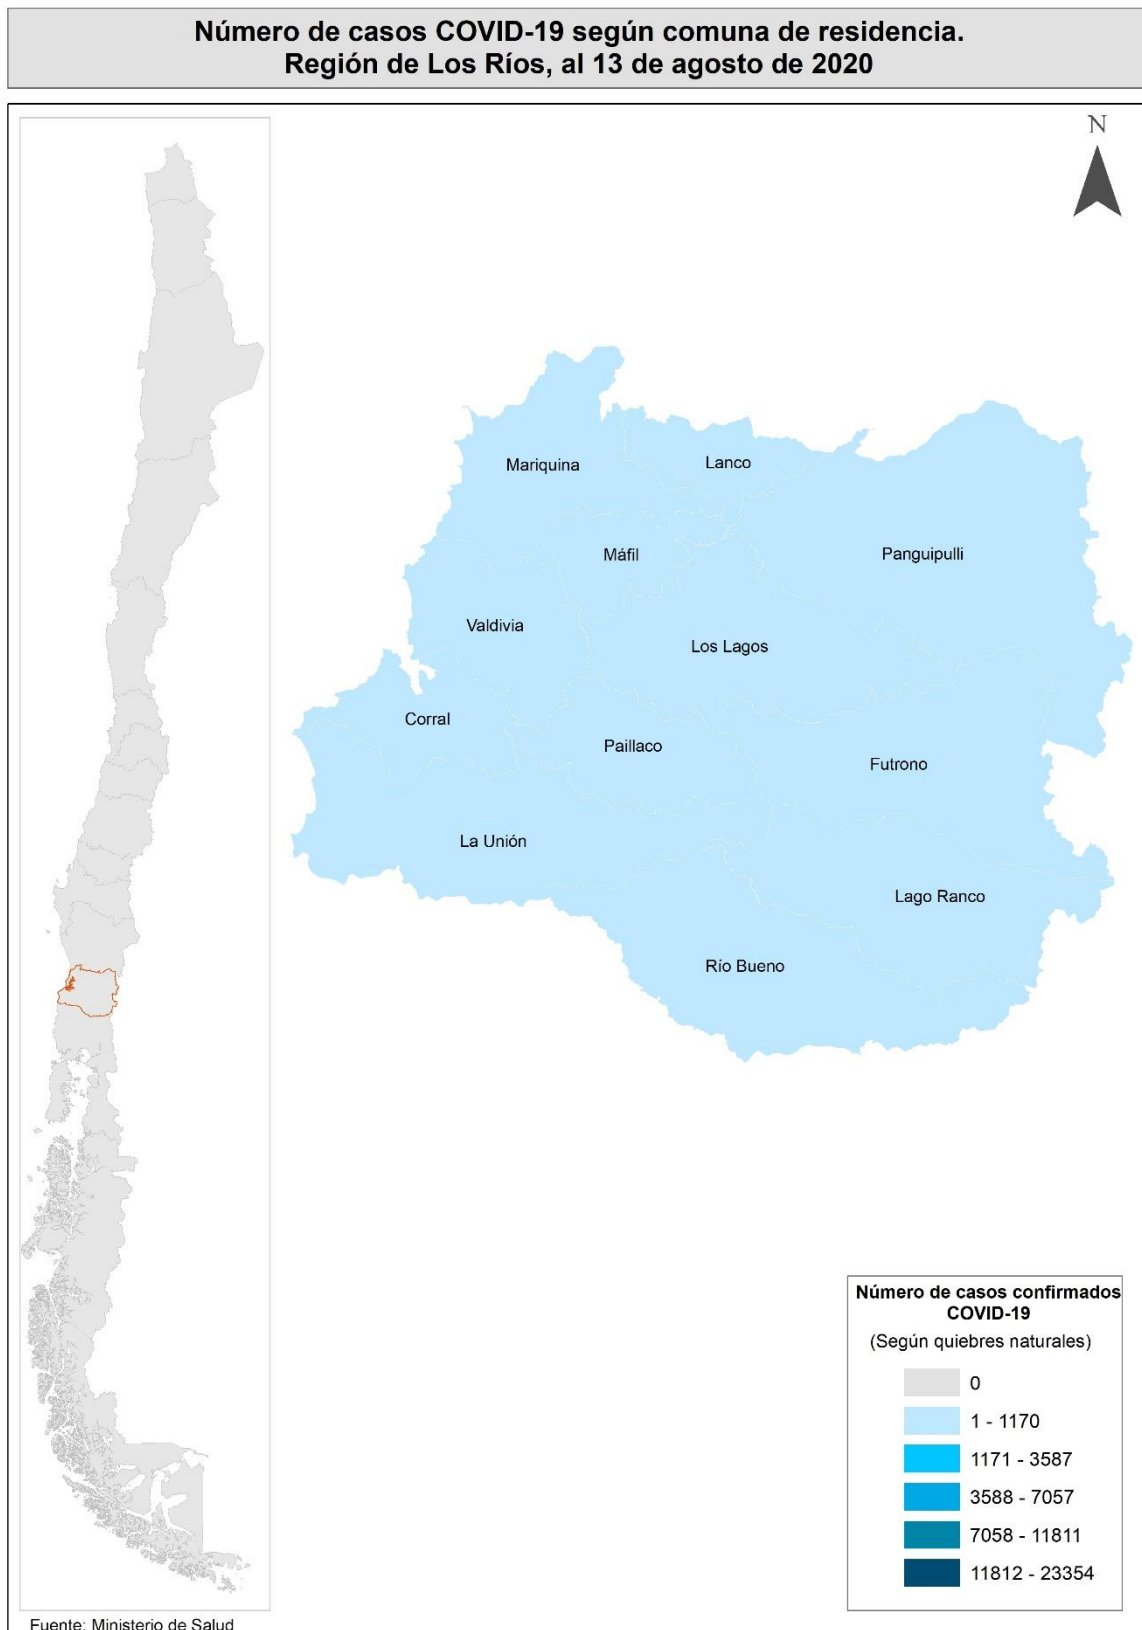 Número de casos COVID-19 según comuna de residencia.
Región de Los Ríos, al 13 de agosto de 2020
N
Mariquina
Lanco
Máfil
Panguipulli
Valdivia
Los Lagos
Corral
Paillaco
Futrono
La Unión
Lago Ranco
Río Bueno
Número de casos confirmados
COVID-19
(Según quiebres naturales)
0
1 - 1170
1171 - 3587
3588 - 7057
7058 - 11811
11812 - 23354
Fuente: Ministerio de Salud